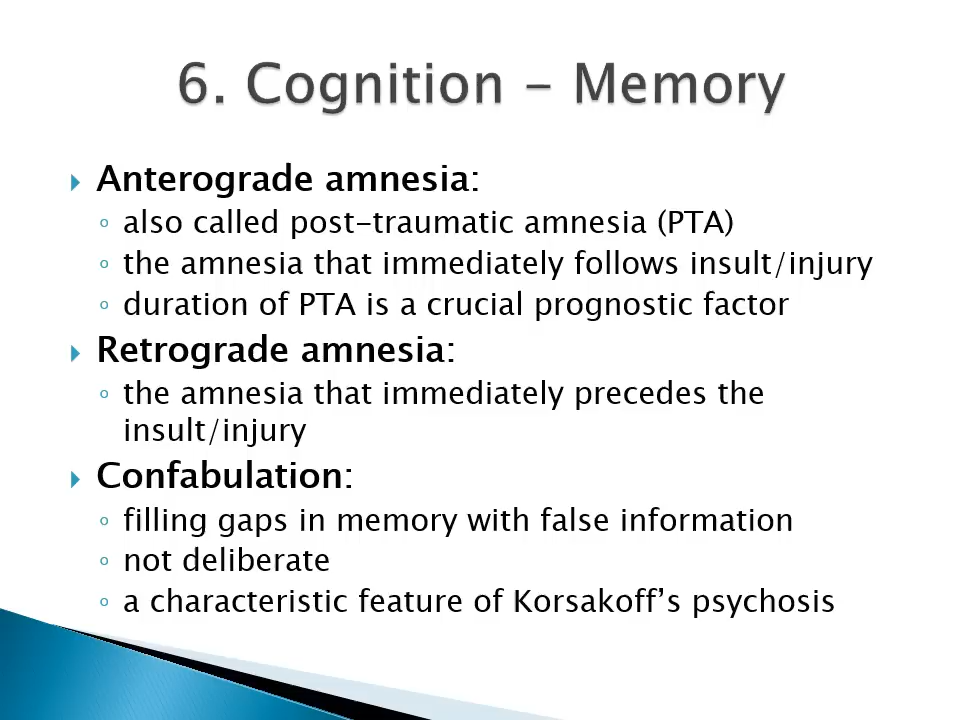 6. Cognition - Memory
Anterograde amnesia:
also called post-traumatic amnesia (PTA)
the amnesia that immediately follows insult/injury
duration of PTA is a crucial prognostic factor
Retrograde amnesia:
the amnesia that immediately precedes the
insult/injury
Confabulation:
filling gaps in memory with false information
not deliberate
a characteristic feature of Korsakoff’s psychosis